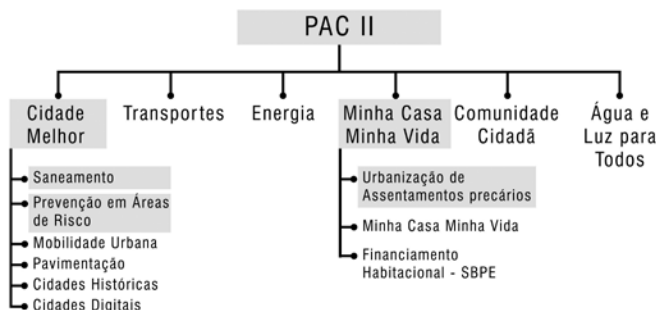 PAC II
Cidade
Melhor
Transportes
Energia
Minha Casa
Minha Vida
Comunidade
Cidadã
Água e
Luz para
Todos
Saneamento
Prevenção em Áreas
de Risco
Mobilidade Urbana
Pavimentação
Cidades Históricas
Cidades Digitais
Urbanização de
Assentamentos precários
Minha Casa Minha Vida
Financiamento
Habitacional - SBPE